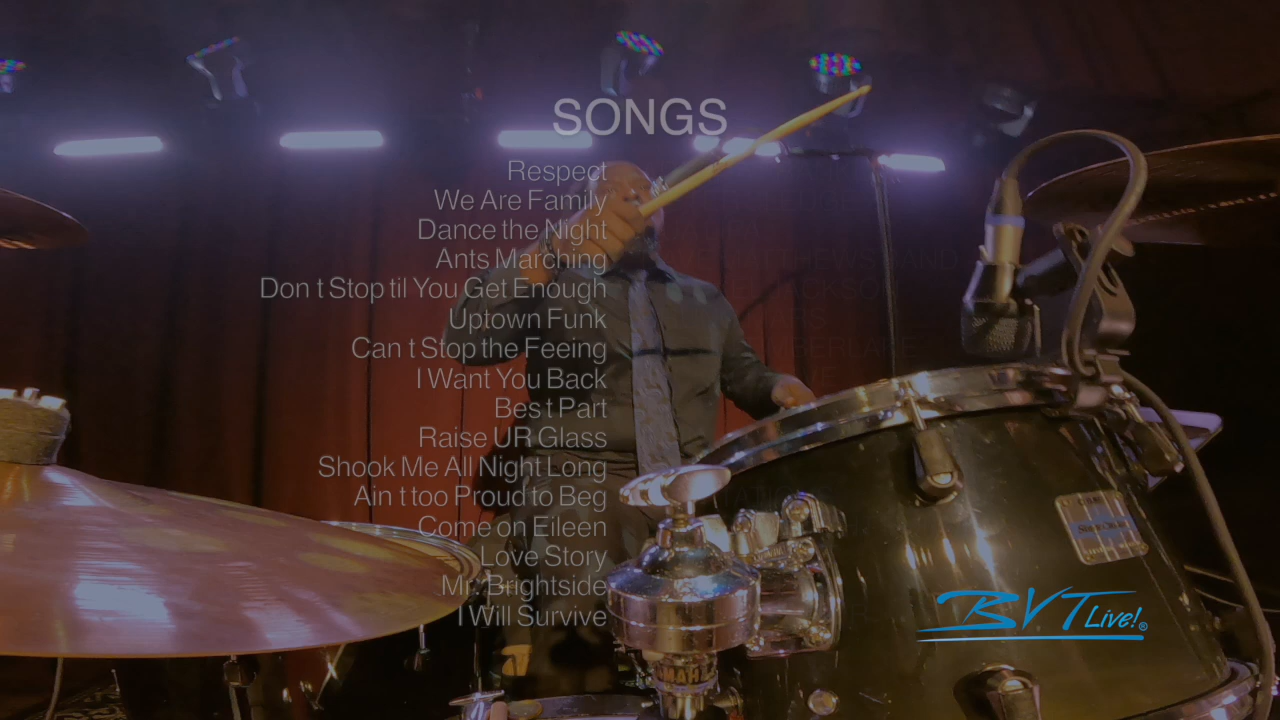 SONGS
Respect
We Are Family
Dance the Night
Ants Marching
Don t Stop til You Get Enough
Uptown Funk
Can t Stop the Feeing
I Want You Back
Best Part
Raise UR Glass
Shook Me All Night Long
Ain t too Proud to Beg
Come on Eileen
Love Story
Mr. Brightside
I Will Survive
BVT Live!®